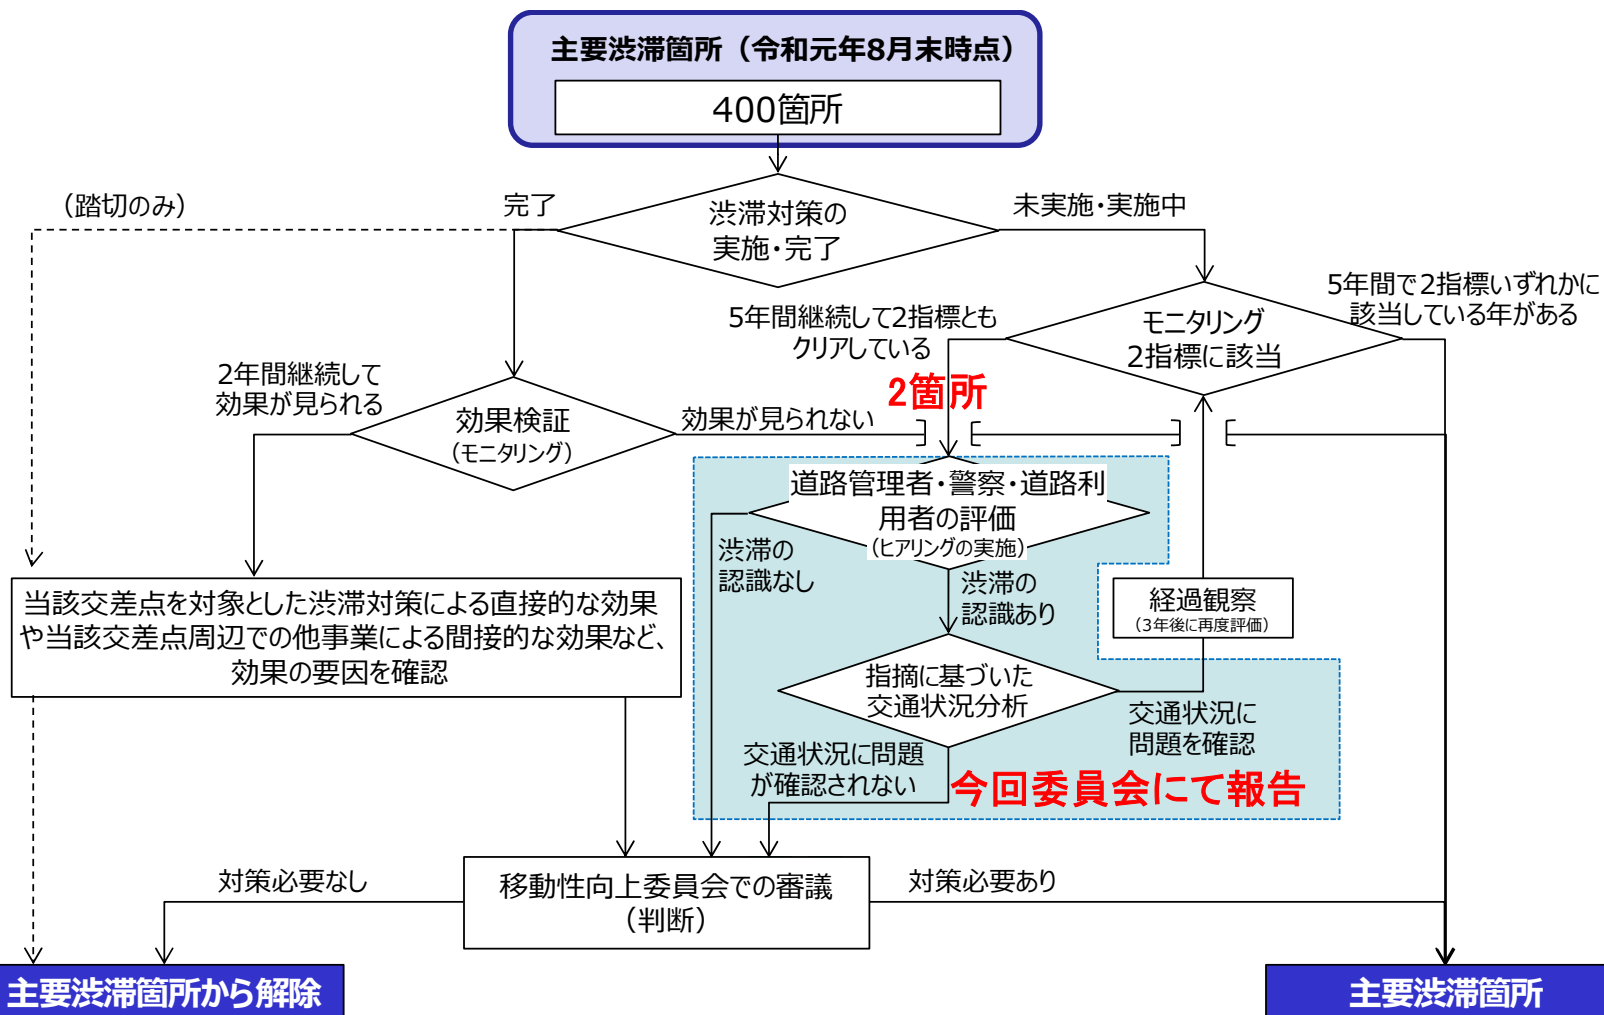 主要渋滞箇所（令和元年8月末時点）
400箇所
（踏切のみ）
完了
渋滞対策の
実施・完了
未実施・実施中
5年間で2指標いずれかに
該当している年がある
5年間継続して2指標とも
クリアしている
モニタリング
2指標に該当
2箇所
2年間継続して
効果が見られる
効果検証
（モニタリング）
効果が見られない
道路管理者・警察・道路利
用者の評価
（ヒアリングの実施）
渋滞の
認識なし
渋滞の
認識あり
経過観察
（3年後に再度評価）
当該交差点を対象とした渋滞対策による直接的な効果
や当該交差点周辺での他事業による間接的な効果など、
効果の要因を確認
指摘に基づいた
交通状況分析
交通状況に
問題を確認
交通状況に問題
が確認されない
今回委員会にて報告
対策必要なし
移動性向上委員会での審議
（判断）
対策必要あり
主要渋滞箇所から解除
主要渋滞箇所